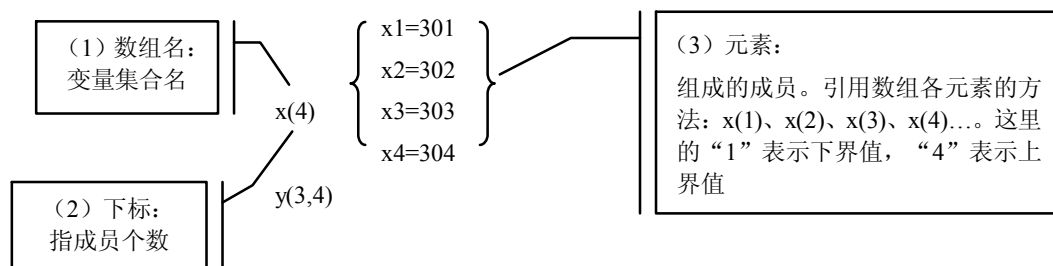 （1）数组名：
变量集合名
（2）下标：
指成员个数
x(4)
y(3,4)
x1=301
x2=302
x3=303
x4=304
（3）元素：
组成的成员。引用数组各元素的方
法：x(1)、x(2)、x(3)、x(4)…。这里
的“1”表示下界值，“4”表示上
界值